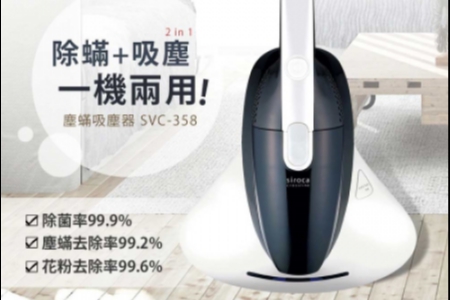 2 in 1
除蟎+吸塵
一機兩用!
塵蟎吸塵器 SVC-358
siroca
☑ 除菌率99.9%
☑ 塵蟎去除率99.2%
☑ 花粉去除率99.6%